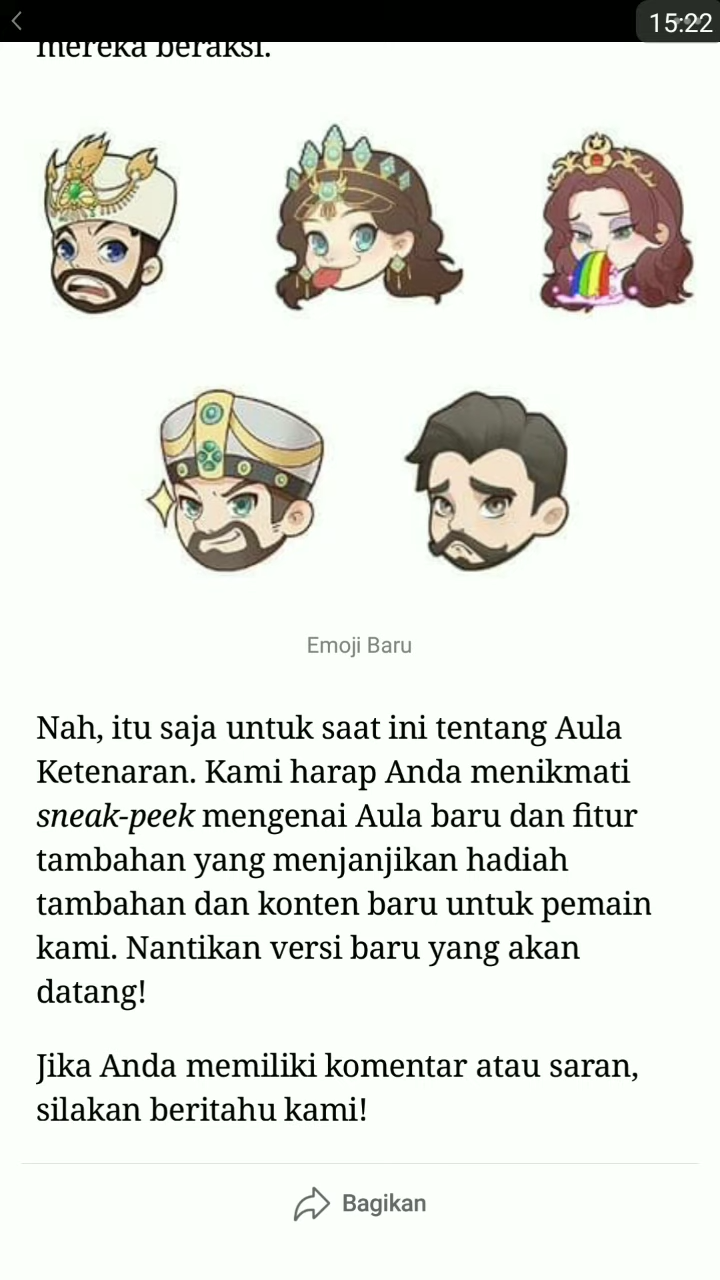 15:22
mereka beraksi.
Emoji Baru
Nah, itu saja untuk saat ini tentang Aula
Ketenaran. Kami harap Anda menikmati
sneak-peek mengenai Aula baru dan fitur
tambahan yang menjanjikan hadiah
tambahan dan konten baru untuk pemain
kami. Nantikan versi baru yang akan
datang!
Jika Anda memiliki komentar atau saran,
silakan beritahu kami!
Bagikan